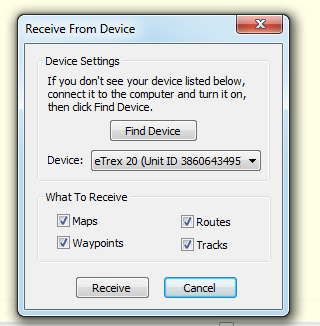 Receive From Device
Device Settings
If you don't see your device listed below,
connect it to the computer and turn it on,
then click Find Device.
Find Device
Device: eTrex 20 (Unit ID 3860643495
What To Receive
Maps Routes
Waypoints Tracks
Receive Cancel